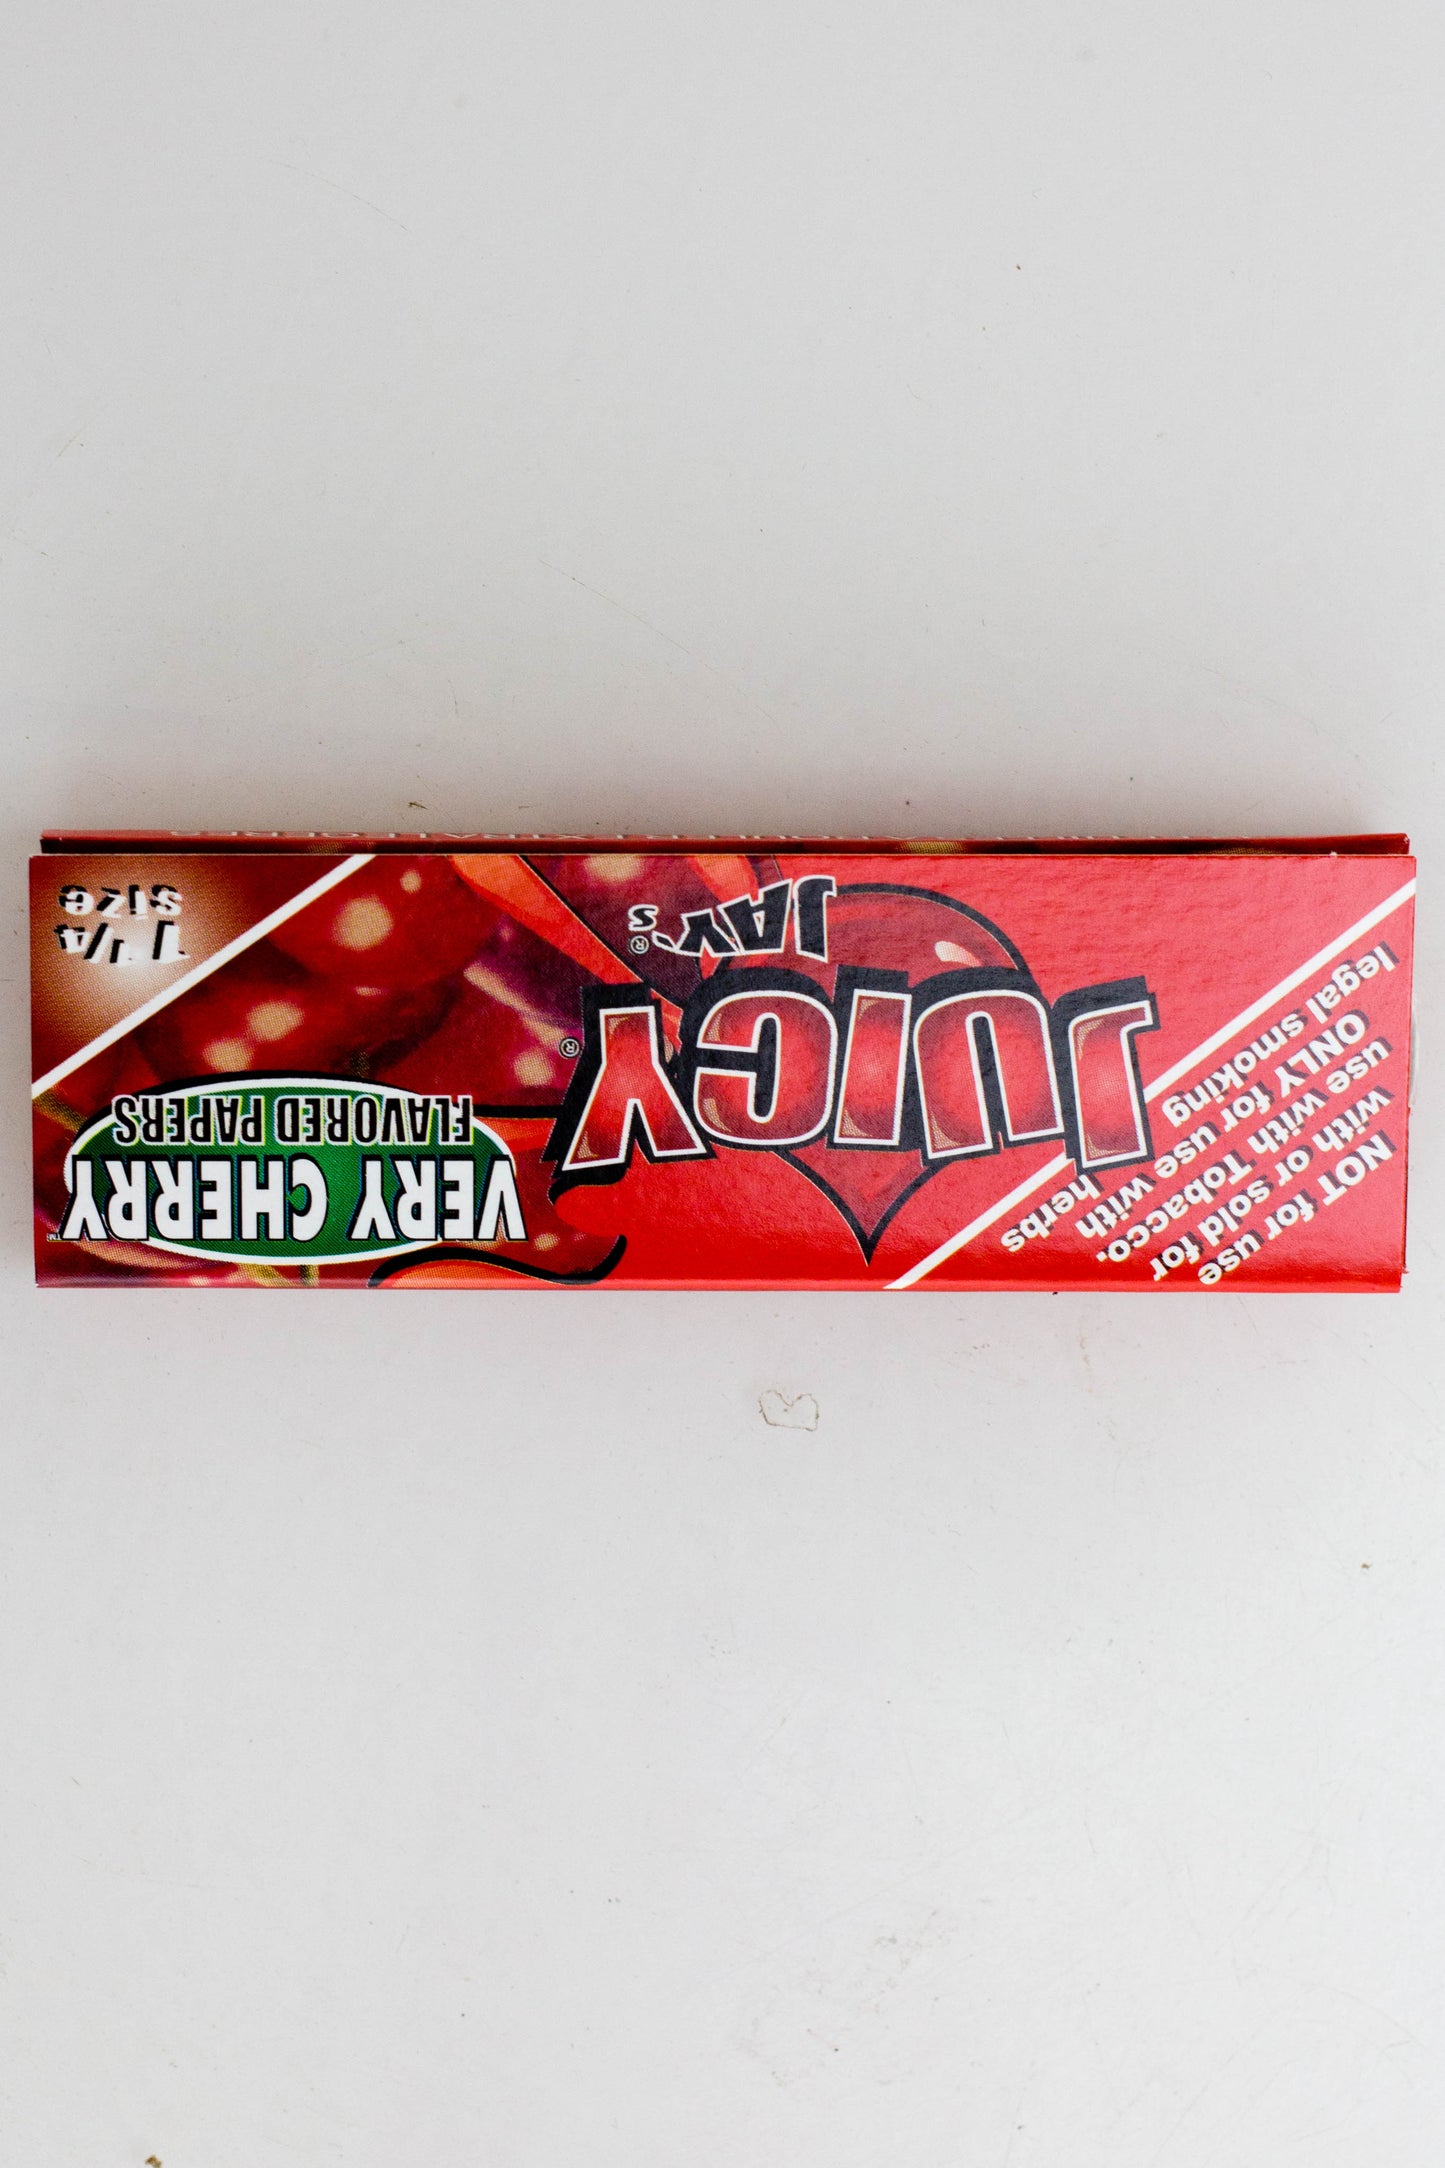 NOT for use
with or sold for
use with Tobacco.
ONLY for use with
legal smoking
herbs
JUICY
JAY'S®
®
VERY CHERRY™
FLAVORED PAPERS
1 1/4
size